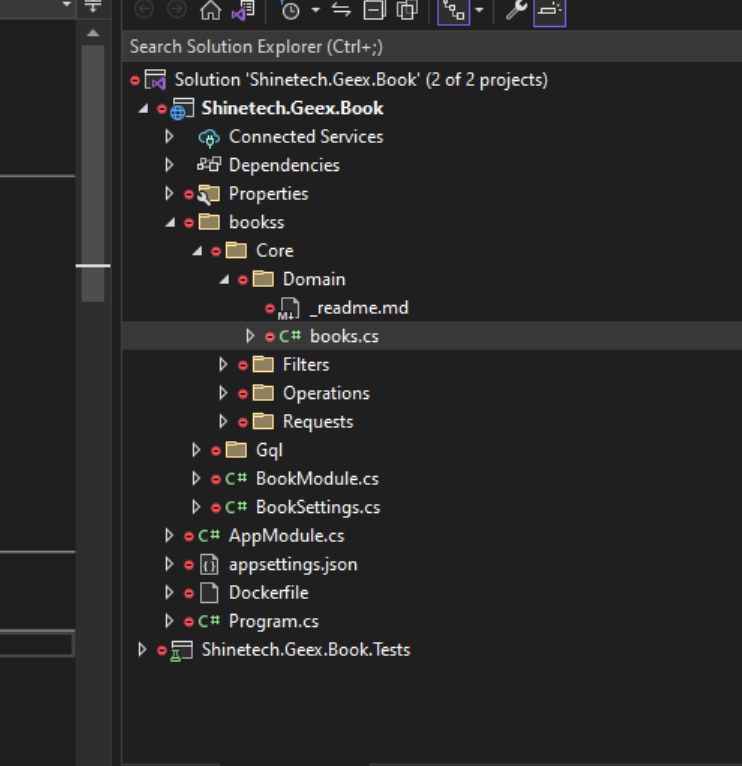 Search Solution Explorer (Ctrl+;)
Solution 'Shinetech.Geex.Book' (2 of 2 projects)
Shinetech.Geex.Book
Connected Services
Dependencies
Properties
bookss
Core
Domain
M↓ _readme.md
C# books.cs
Filters
Operations
Requests
Gql
C# BookModule.cs
C# BookSettings.cs
C# AppModule.cs
appsettings.json
Dockerfile
C# Program.cs
Shinetech.Geex.Book.Tests